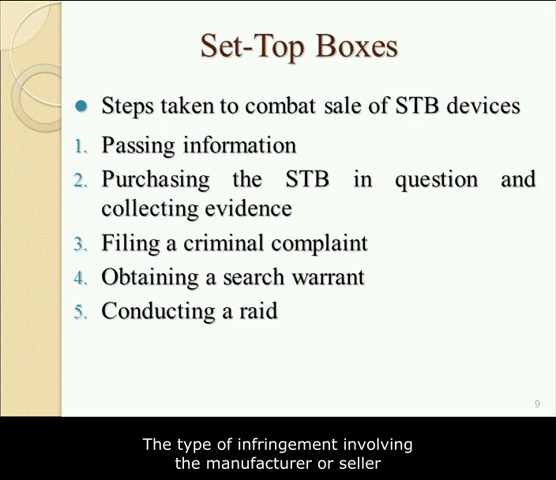 Set-Top Boxes
Steps taken to combat sale of STB devices
1. Passing information
2. Purchasing the STB in question and
collecting evidence
3. Filing a criminal complaint
4. Obtaining a search warrant
5. Conducting a raid
9
The type of infringement involving
the manufacturer or seller